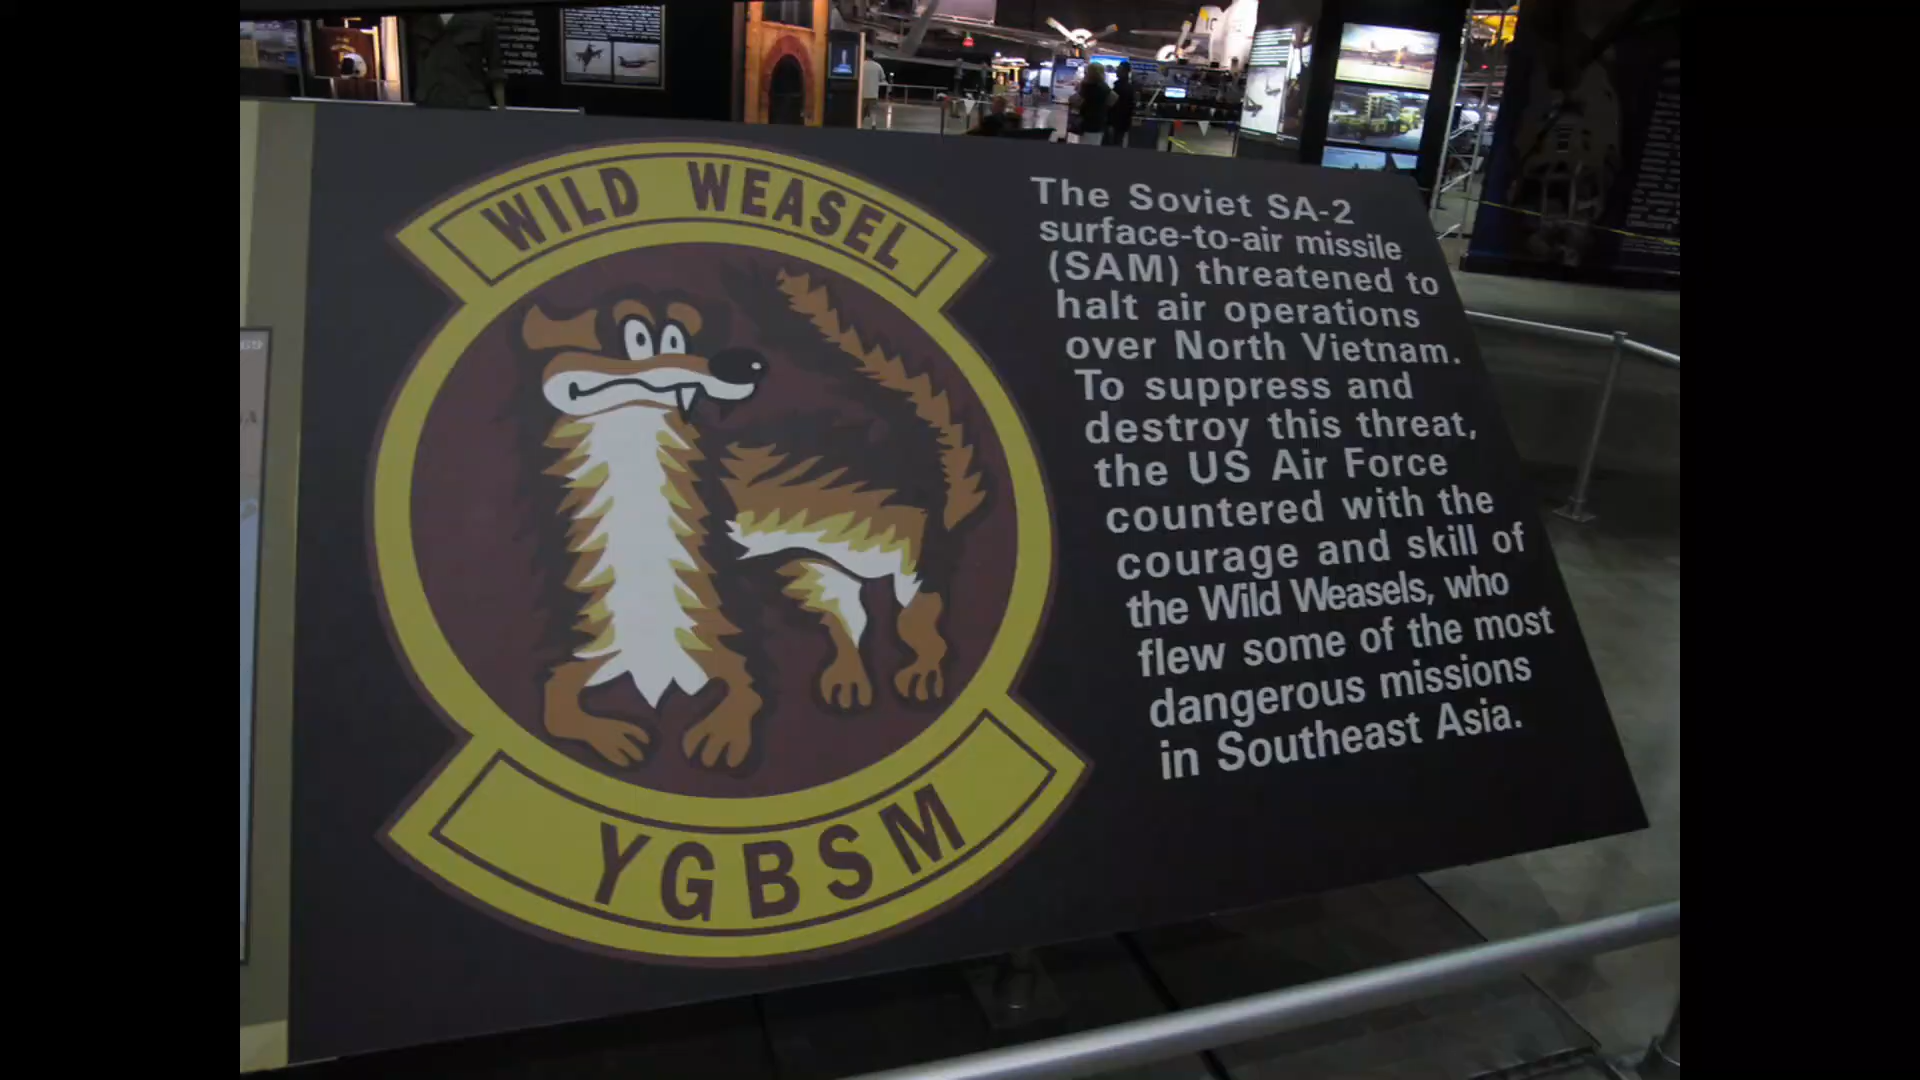 WILD WEASEL
YGBSM
The Soviet SA-2
surface-to-air missile
(SAM) threatened to
halt air operations
over North Vietnam.
To suppress and
destroy this threat,
the US Air Force
countered with the
courage and skill of
the Wild Weasels, who
flew some of the most
dangerous missions
in Southeast Asia.